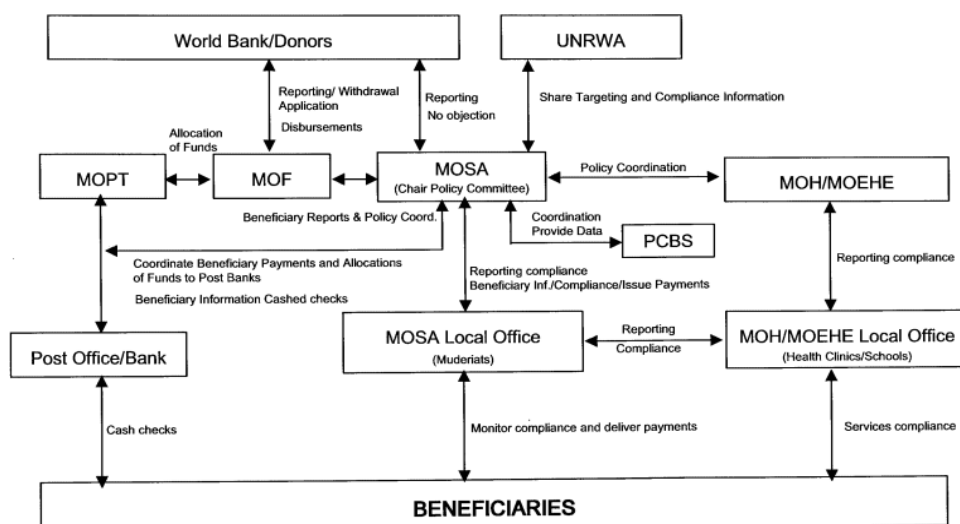 World Bank/Donors
UNRWA
Reporting/ Withdrawal
Application
Disbursements
Reporting
No objection
Share Targeting and Compliance Information
Allocation
of Funds
MOPT
MOF
MOSA
(Chair Policy Committee)
Policy Coordination
MOH/MOEHE
Beneficiary Reports & Policy Coord.
Coordination
Provide Data
PCBS
Coordinate Beneficiary Payments and Allocations
of Funds to Post Banks
Beneficiary Information Cashed checks
Reporting compliance
Beneficiary Inf./Compliance/Issue Payments
Reporting compliance
Post Office/Bank
MOSA Local Office
(Muderiats)
Reporting
Compliance
MOH/MOEHE Local Office
(Health Clinics/Schools)
Cash checks
Monitor compliance and deliver payments
Services compliance
BENEFICIARIES